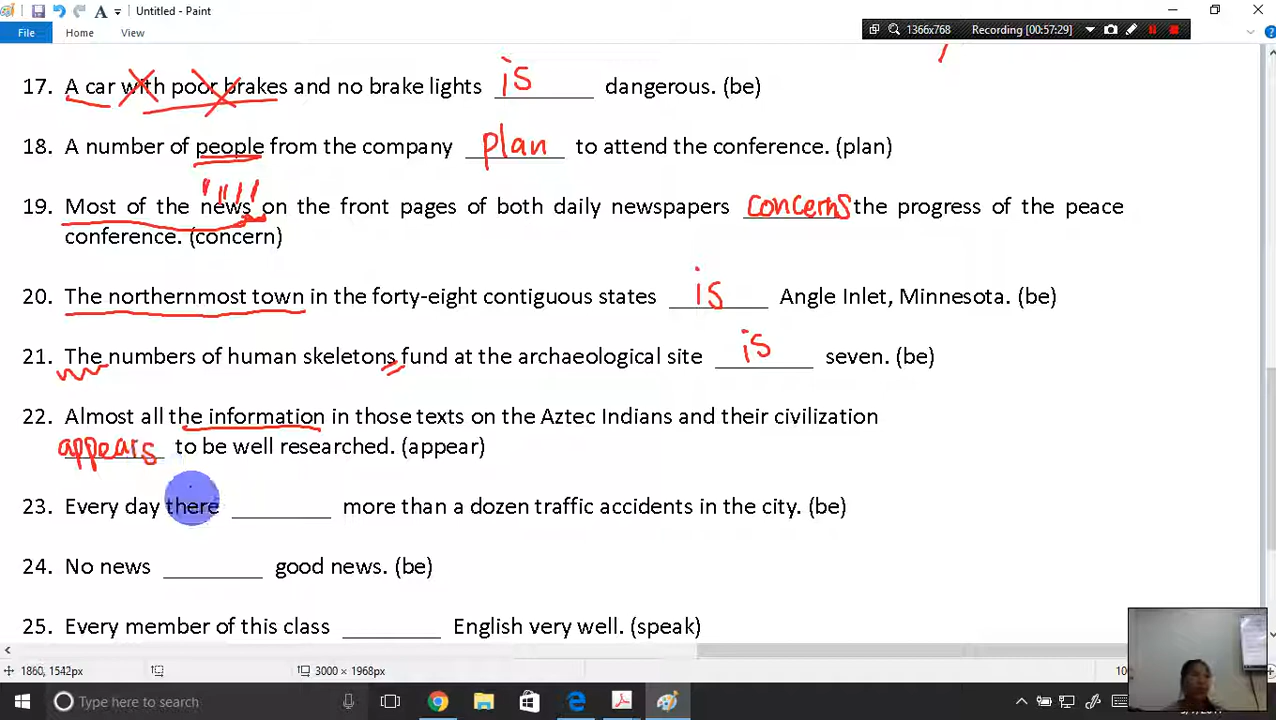 Untitled - Paint
File Home View
1366x768 Recording [00:57:29]
17. A car with poor brakes and no brake lights is dangerous. (be)
18. A number of people from the company plan to attend the conference. (plan)
19. Most of the news on the front pages of both daily newspapers concerns the progress of the peace
conference. (concern)
20. The northernmost town in the forty-eight contiguous states is Angle Inlet, Minnesota. (be)
21. The numbers of human skeletons fund at the archaeological site is seven. (be)
22. Almost all the information in those texts on the Aztec Indians and their civilization
appears to be well researched. (appear)
23. Every day there ________ more than a dozen traffic accidents in the city. (be)
24. No news ________ good news. (be)
25. Every member of this class ________ English very well. (speak)
1860, 1542px 3000 × 1968px
Type here to search